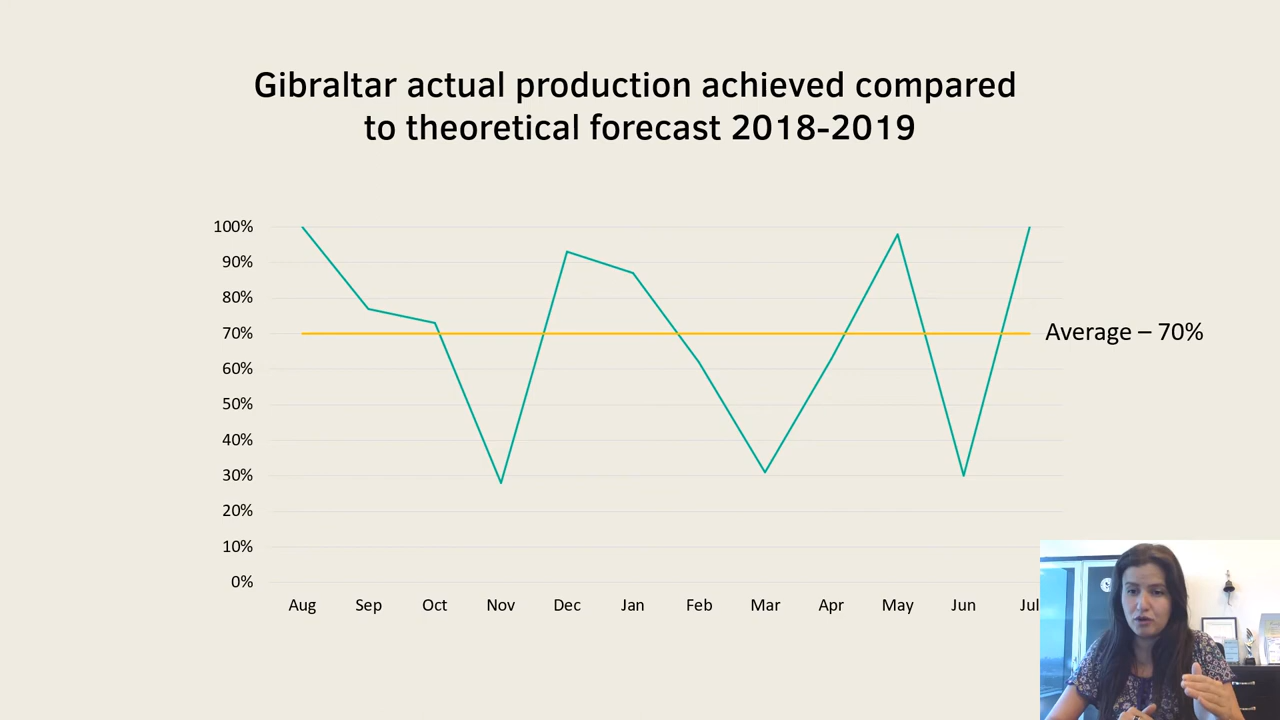 Gibraltar actual production achieved compared
to theoretical forecast 2018-2019
100%
90%
80%
70%
60%
50%
40%
30%
20%
10%
0%
Average – 70%
Aug Sep Oct Nov Dec Jan Feb Mar Apr May Jun Jul